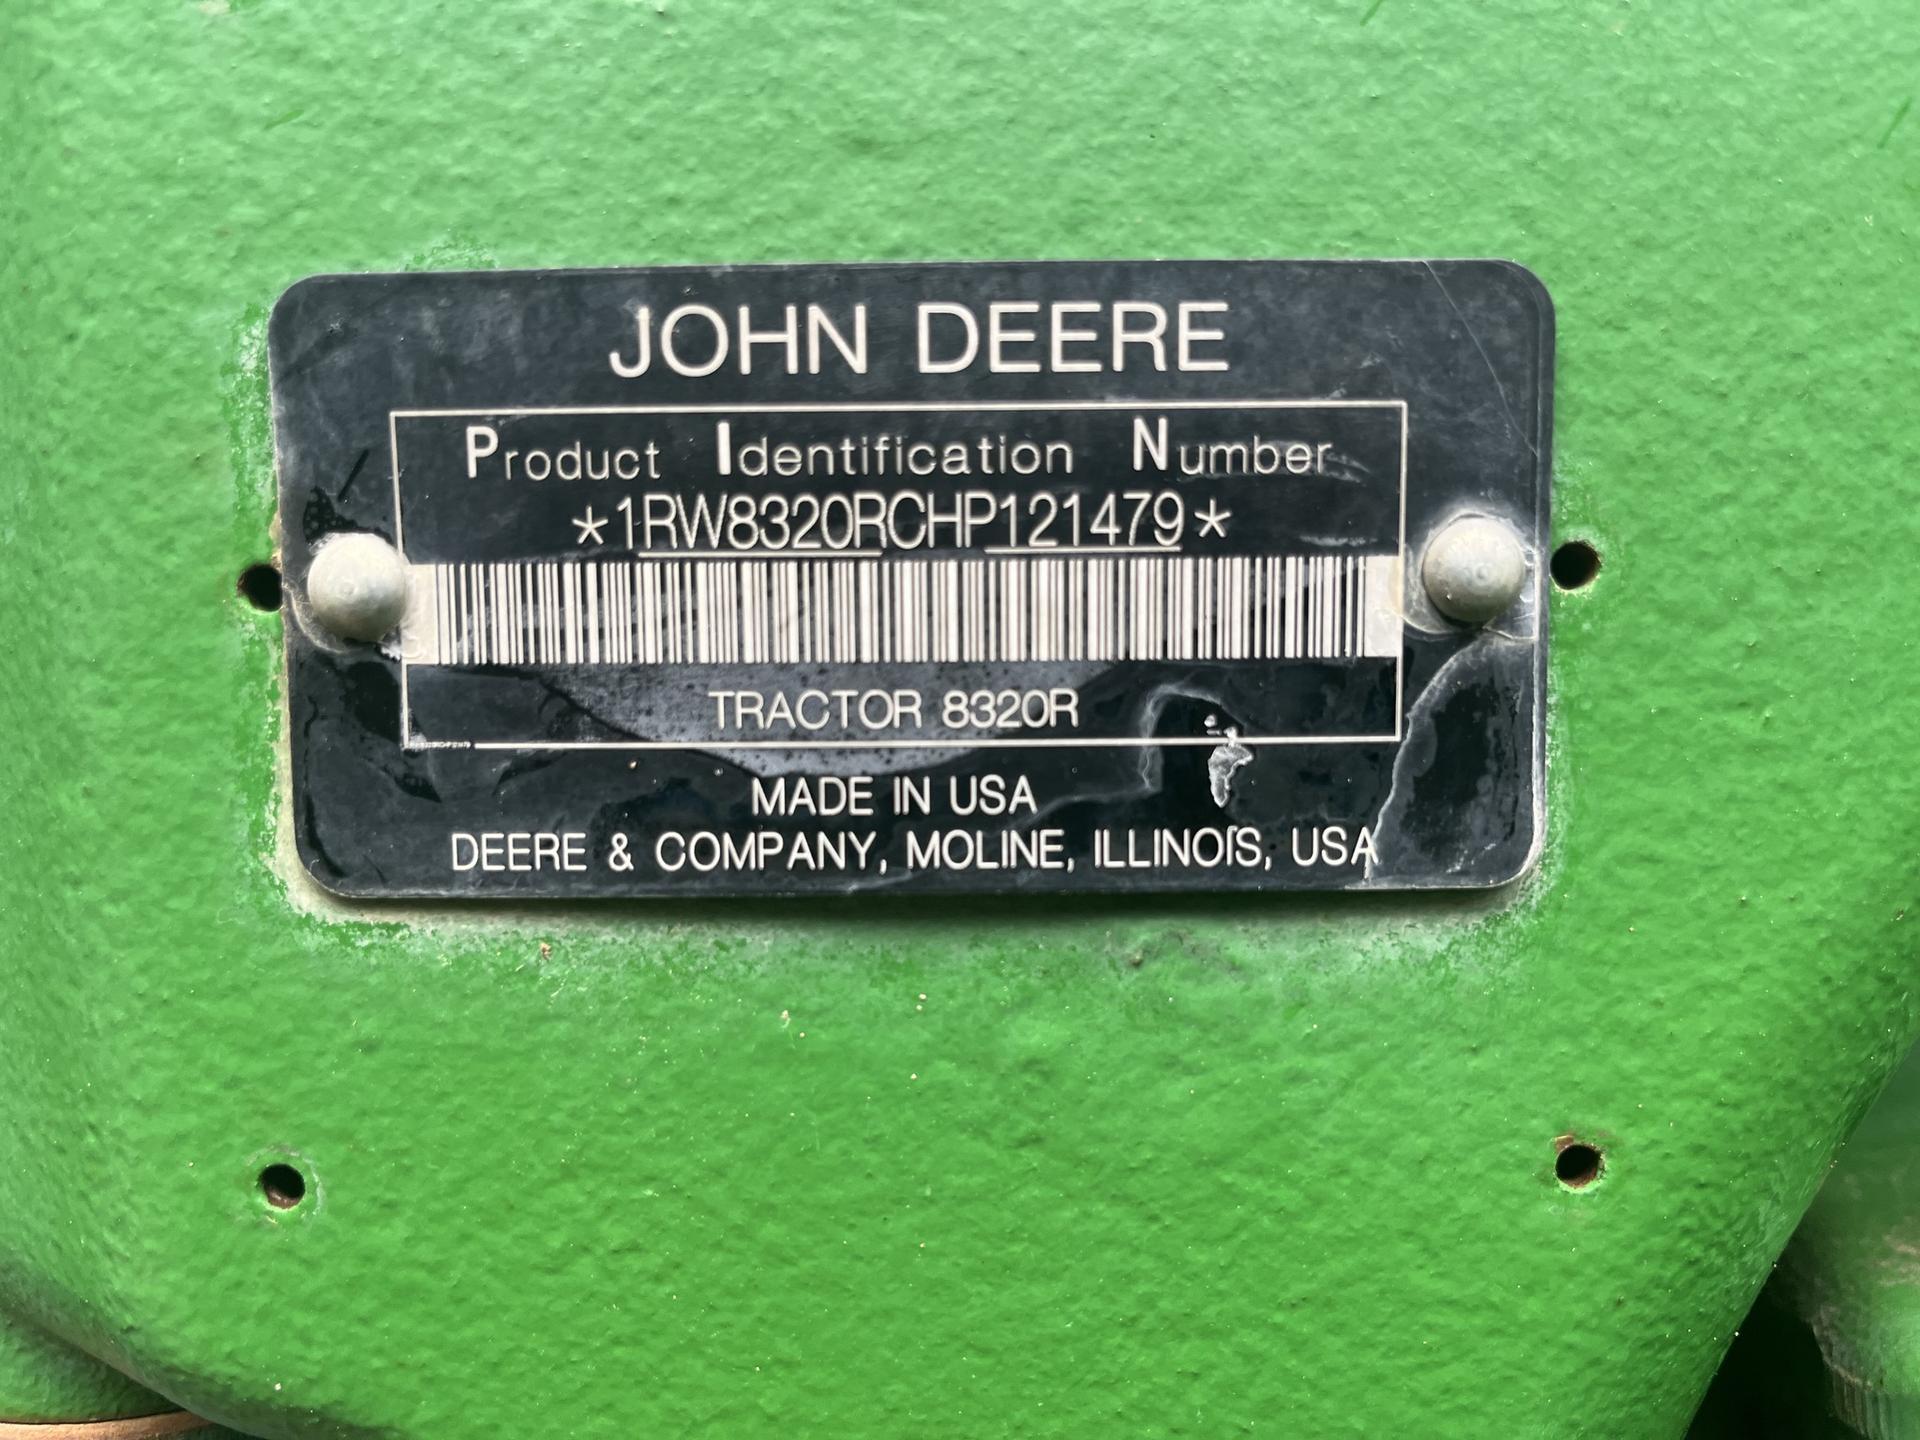 JOHN DEERE
Product Identification Number
*1RW8320RCHP121479*
TRACTOR 8320R
MADE IN USA
DEERE & COMPANY, MOLINE, ILLINOIS, USA